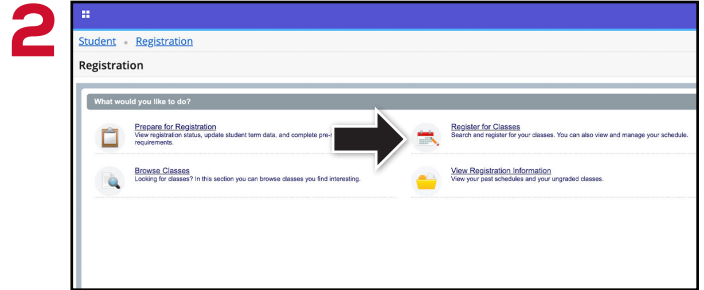 2
Student Registration
Registration
What would you like to do?
Prepare for Registration
View registration status, update student term data, and complete pre-
requirements.
Register for Classes
Search and register for your classes. You can also view and manage your schedule.
Browse Classes
Looking for classes? In this section you can browse classes you find interesting.
View Registration Information
View your past schedules and your ungraded classes.